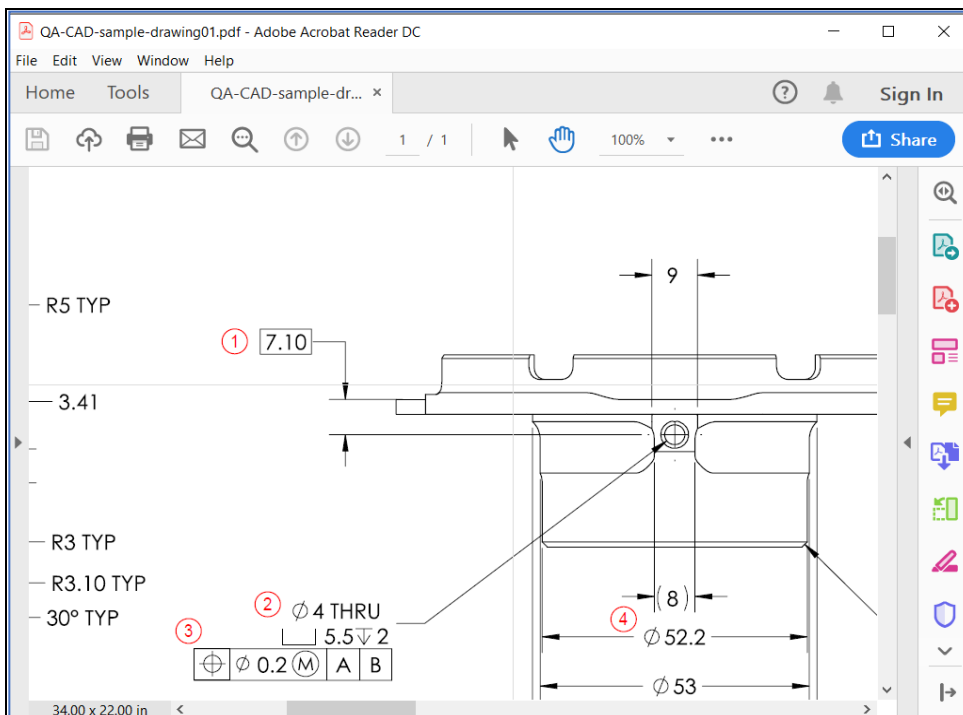 QA-CAD-sample-drawing01.pdf - Adobe Acrobat Reader DC
File Edit View Window Help
Home Tools QA-CAD-sample-dr... × ? Sign In
1 / 1 100% Share
9
R5 TYP
1 7.10
3.41
R3 TYP
R3.10 TYP
30° TYP
2 ∅ 4 THRU
⌴ 5.5 ↧ 2
3
⌖ ∅ 0.2 Ⓜ A B
(8)
4
∅ 52.2
∅ 53
34.00 x 22.00 in